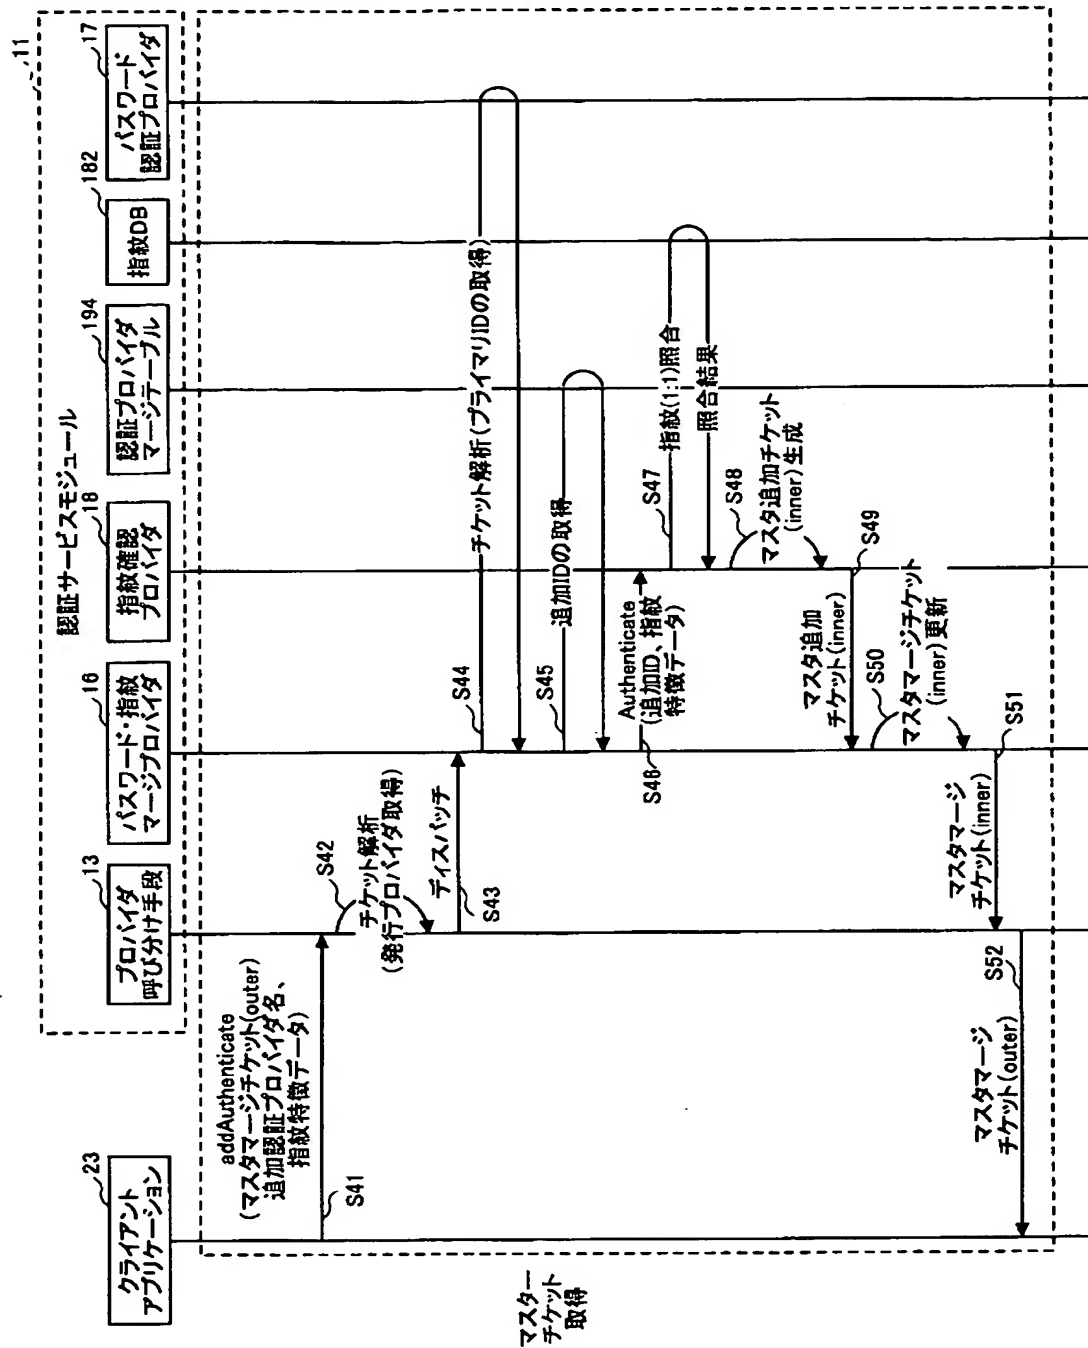 11
認証サービスモジュール
23
クライアント
アプリケーション
13
プロバイダ
呼び分け手段
16
パスワード・指紋
マージプロバイダ
18
指紋確認
プロバイダ
194
認証プロバイダ
マージテーブル
182
指紋DB
17
パスワード
認証プロバイダ
マスター
チケット
取得
addAuthenticate
(マスタマージチケット(outer)
追加認証プロバイダ名、
指紋特徴データ)
S41
S42
チケット解析
(発行プロバイダ取得)
ディスパッチ
S43
S44
チケット解析(プライマリIDの取得)
S45
追加IDの取得
Authenticate
(追加ID、指紋
特徴データ)
S46
S47
指紋(1:1)照合
照合結果
S48
マスタ追加チケット
(inner)生成
S49
マスタ追加
チケット(inner)
S50
マスタマージチケット
(inner)更新
S51
マスタマージ
チケット(inner)
S52
マスタマージ
チケット(outer)